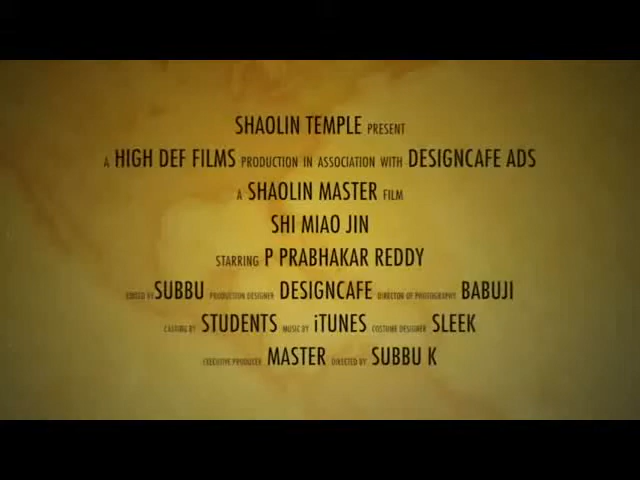 SHAOLIN TEMPLE PRESENT
A HIGH DEF FILMS PRODUCTION IN ASSOCIATION WITH DESIGNCAFE ADS
A SHAOLIN MASTER FILM
SHI MIAO JIN
STARRING P PRABHAKAR REDDY
EDITED BY SUBBU PRODUCTION DESIGNER DESIGNCAFE DIRECTOR OF PHOTOGRAPHY BABUJI
CASTING BY STUDENTS MUSIC BY iTUNES COSTUME DESIGNER SLEEK
EXECUTIVE PRODUCER MASTER DIRECTED BY SUBBU K